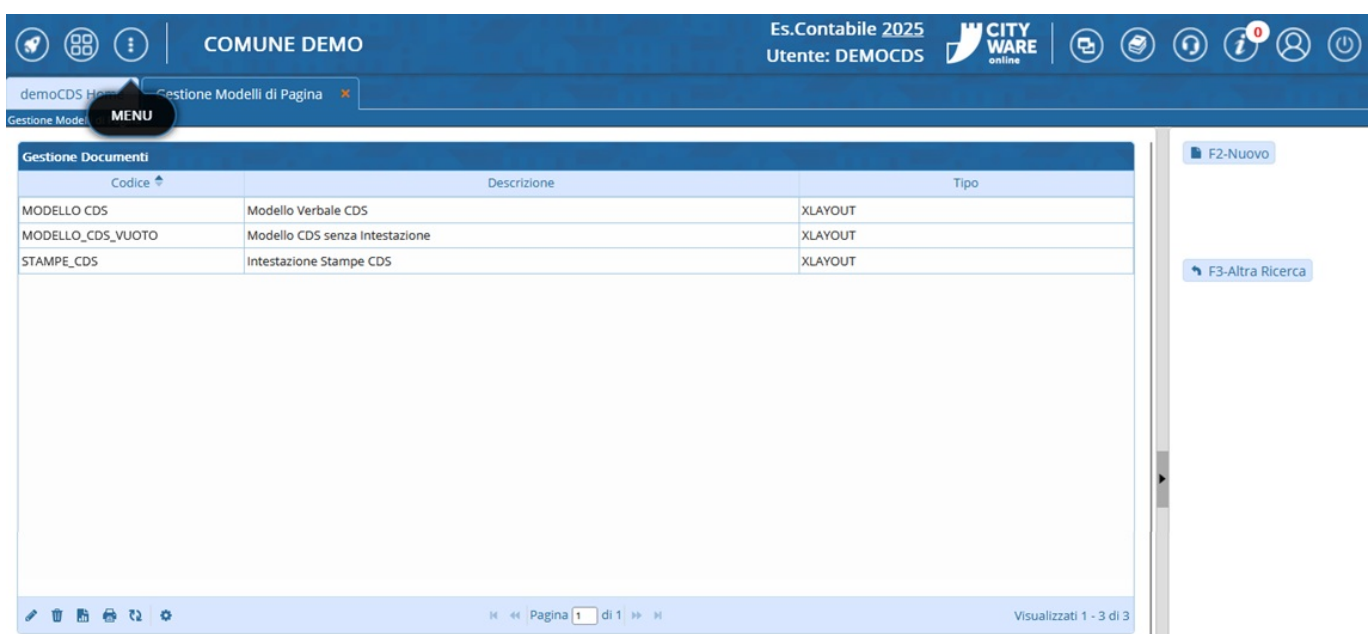 COMUNE DEMO
Es.Contabile 2025
Utente: DEMOCDS
CITY
WARE
online
0
demoCDS
Gestione Modelli di Pagina ×
MENU
Gestione
Gestione Documenti
Codice Descrizione Tipo
MODELLO CDS Modello Verbale CDS XLAYOUT
MODELLO_CDS_VUOTO Modello CDS senza Intestazione XLAYOUT
STAMPE_CDS Intestazione Stampe CDS XLAYOUT
Pagina 1 di 1
Visualizzati 1 - 3 di 3
F2-Nuovo
F3-Altra Ricerca